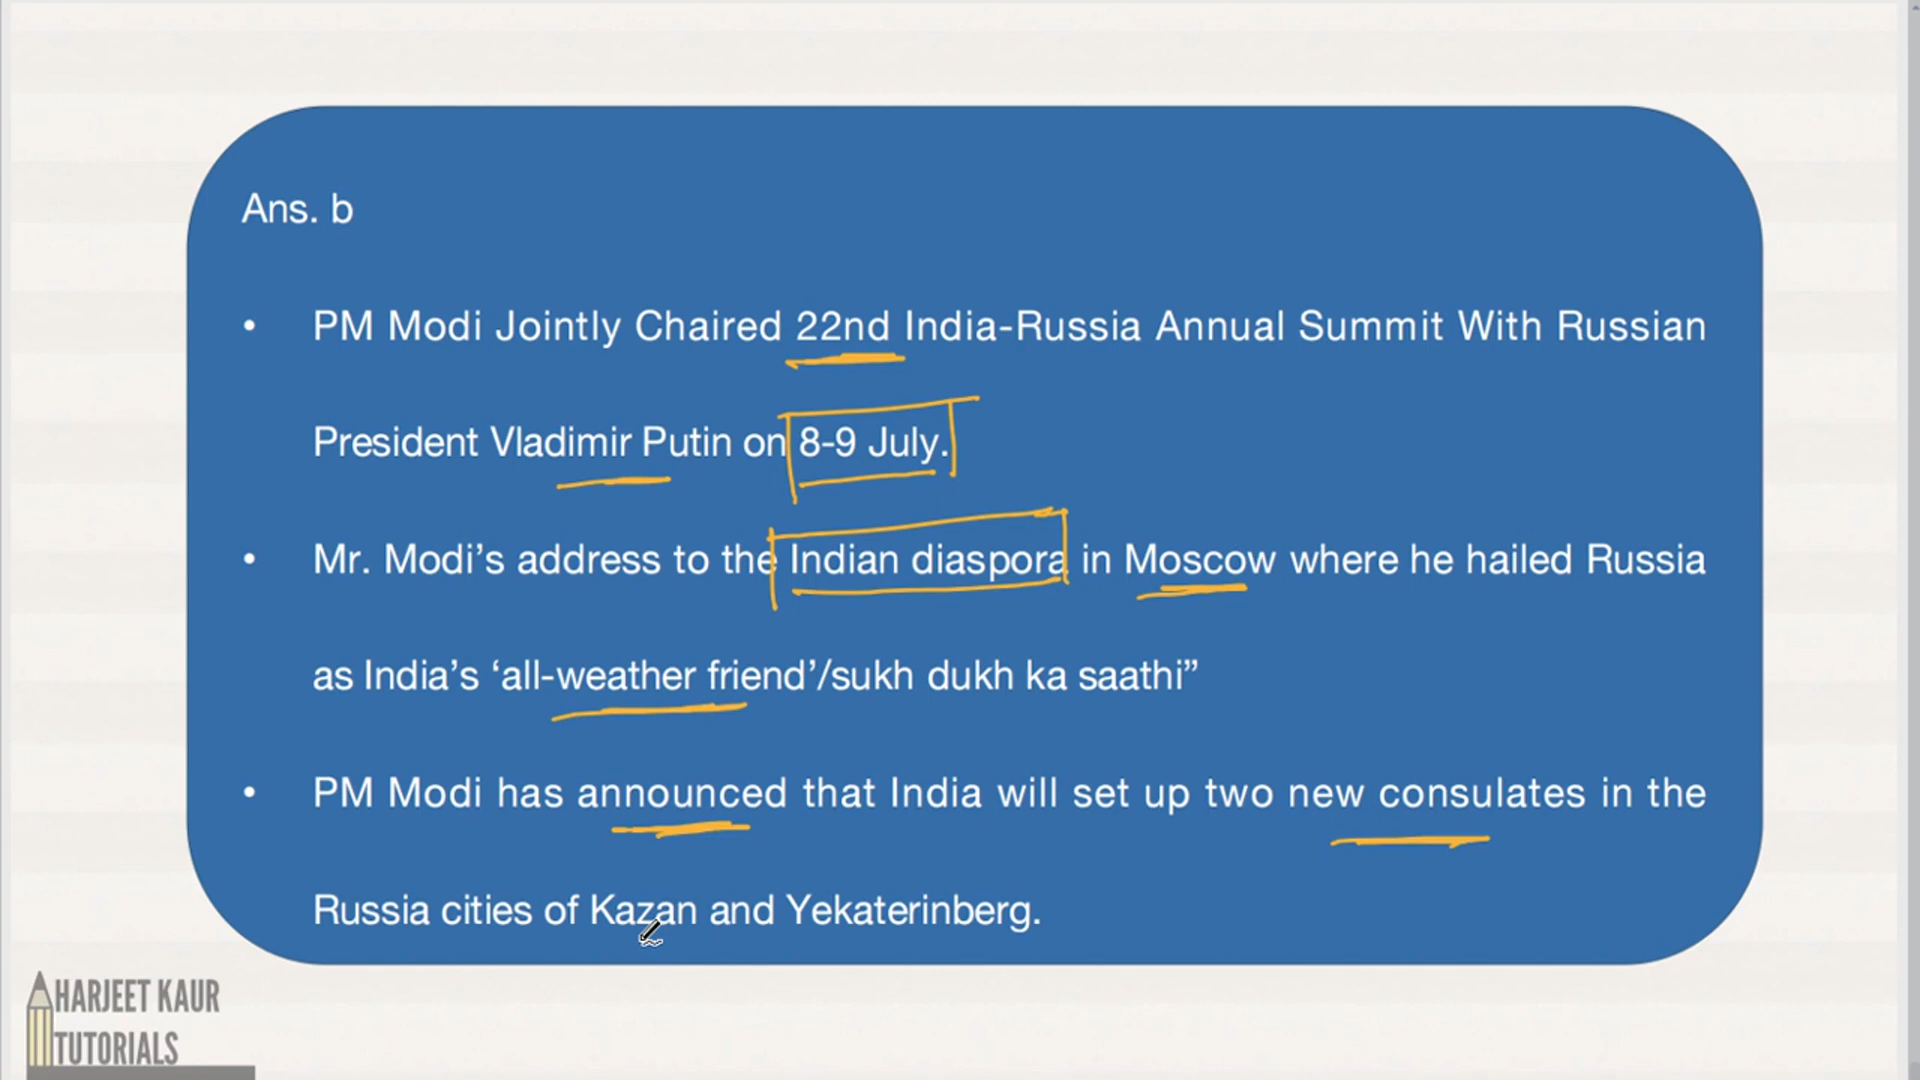 Ans. b
• PM Modi Jointly Chaired 22nd India-Russia Annual Summit With Russian
President Vladimir Putin on 8-9 July.
• Mr. Modi’s address to the Indian diaspora in Moscow where he hailed Russia
as India’s ‘all-weather friend’/sukh dukh ka saathi”
• PM Modi has announced that India will set up two new consulates in the
Russia cities of Kazan and Yekaterinberg.
HARJEET KAUR
TUTORIALS